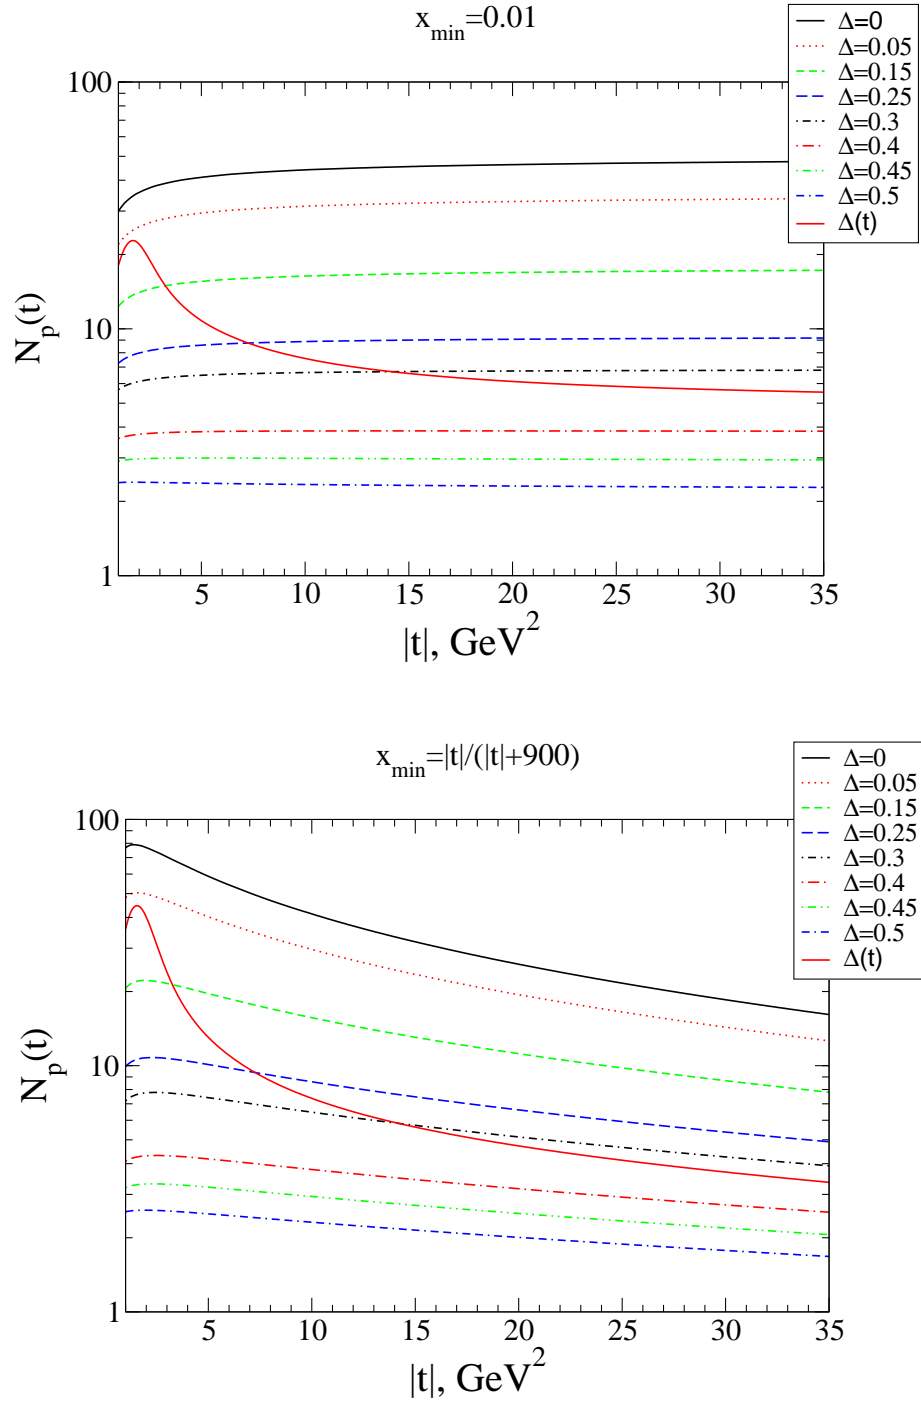 x_min=0.01
Δ=0
Δ=0.05
Δ=0.15
Δ=0.25
Δ=0.3
Δ=0.4
Δ=0.45
Δ=0.5
Δ(t)
100
10
1
N_p(t)
5 10 15 20 25 30 35
|t|, GeV^2
x_min=|t|/(|t|+900)
Δ=0
Δ=0.05
Δ=0.15
Δ=0.25
Δ=0.3
Δ=0.4
Δ=0.45
Δ=0.5
Δ(t)
100
10
1
N_p(t)
5 10 15 20 25 30 35
|t|, GeV^2